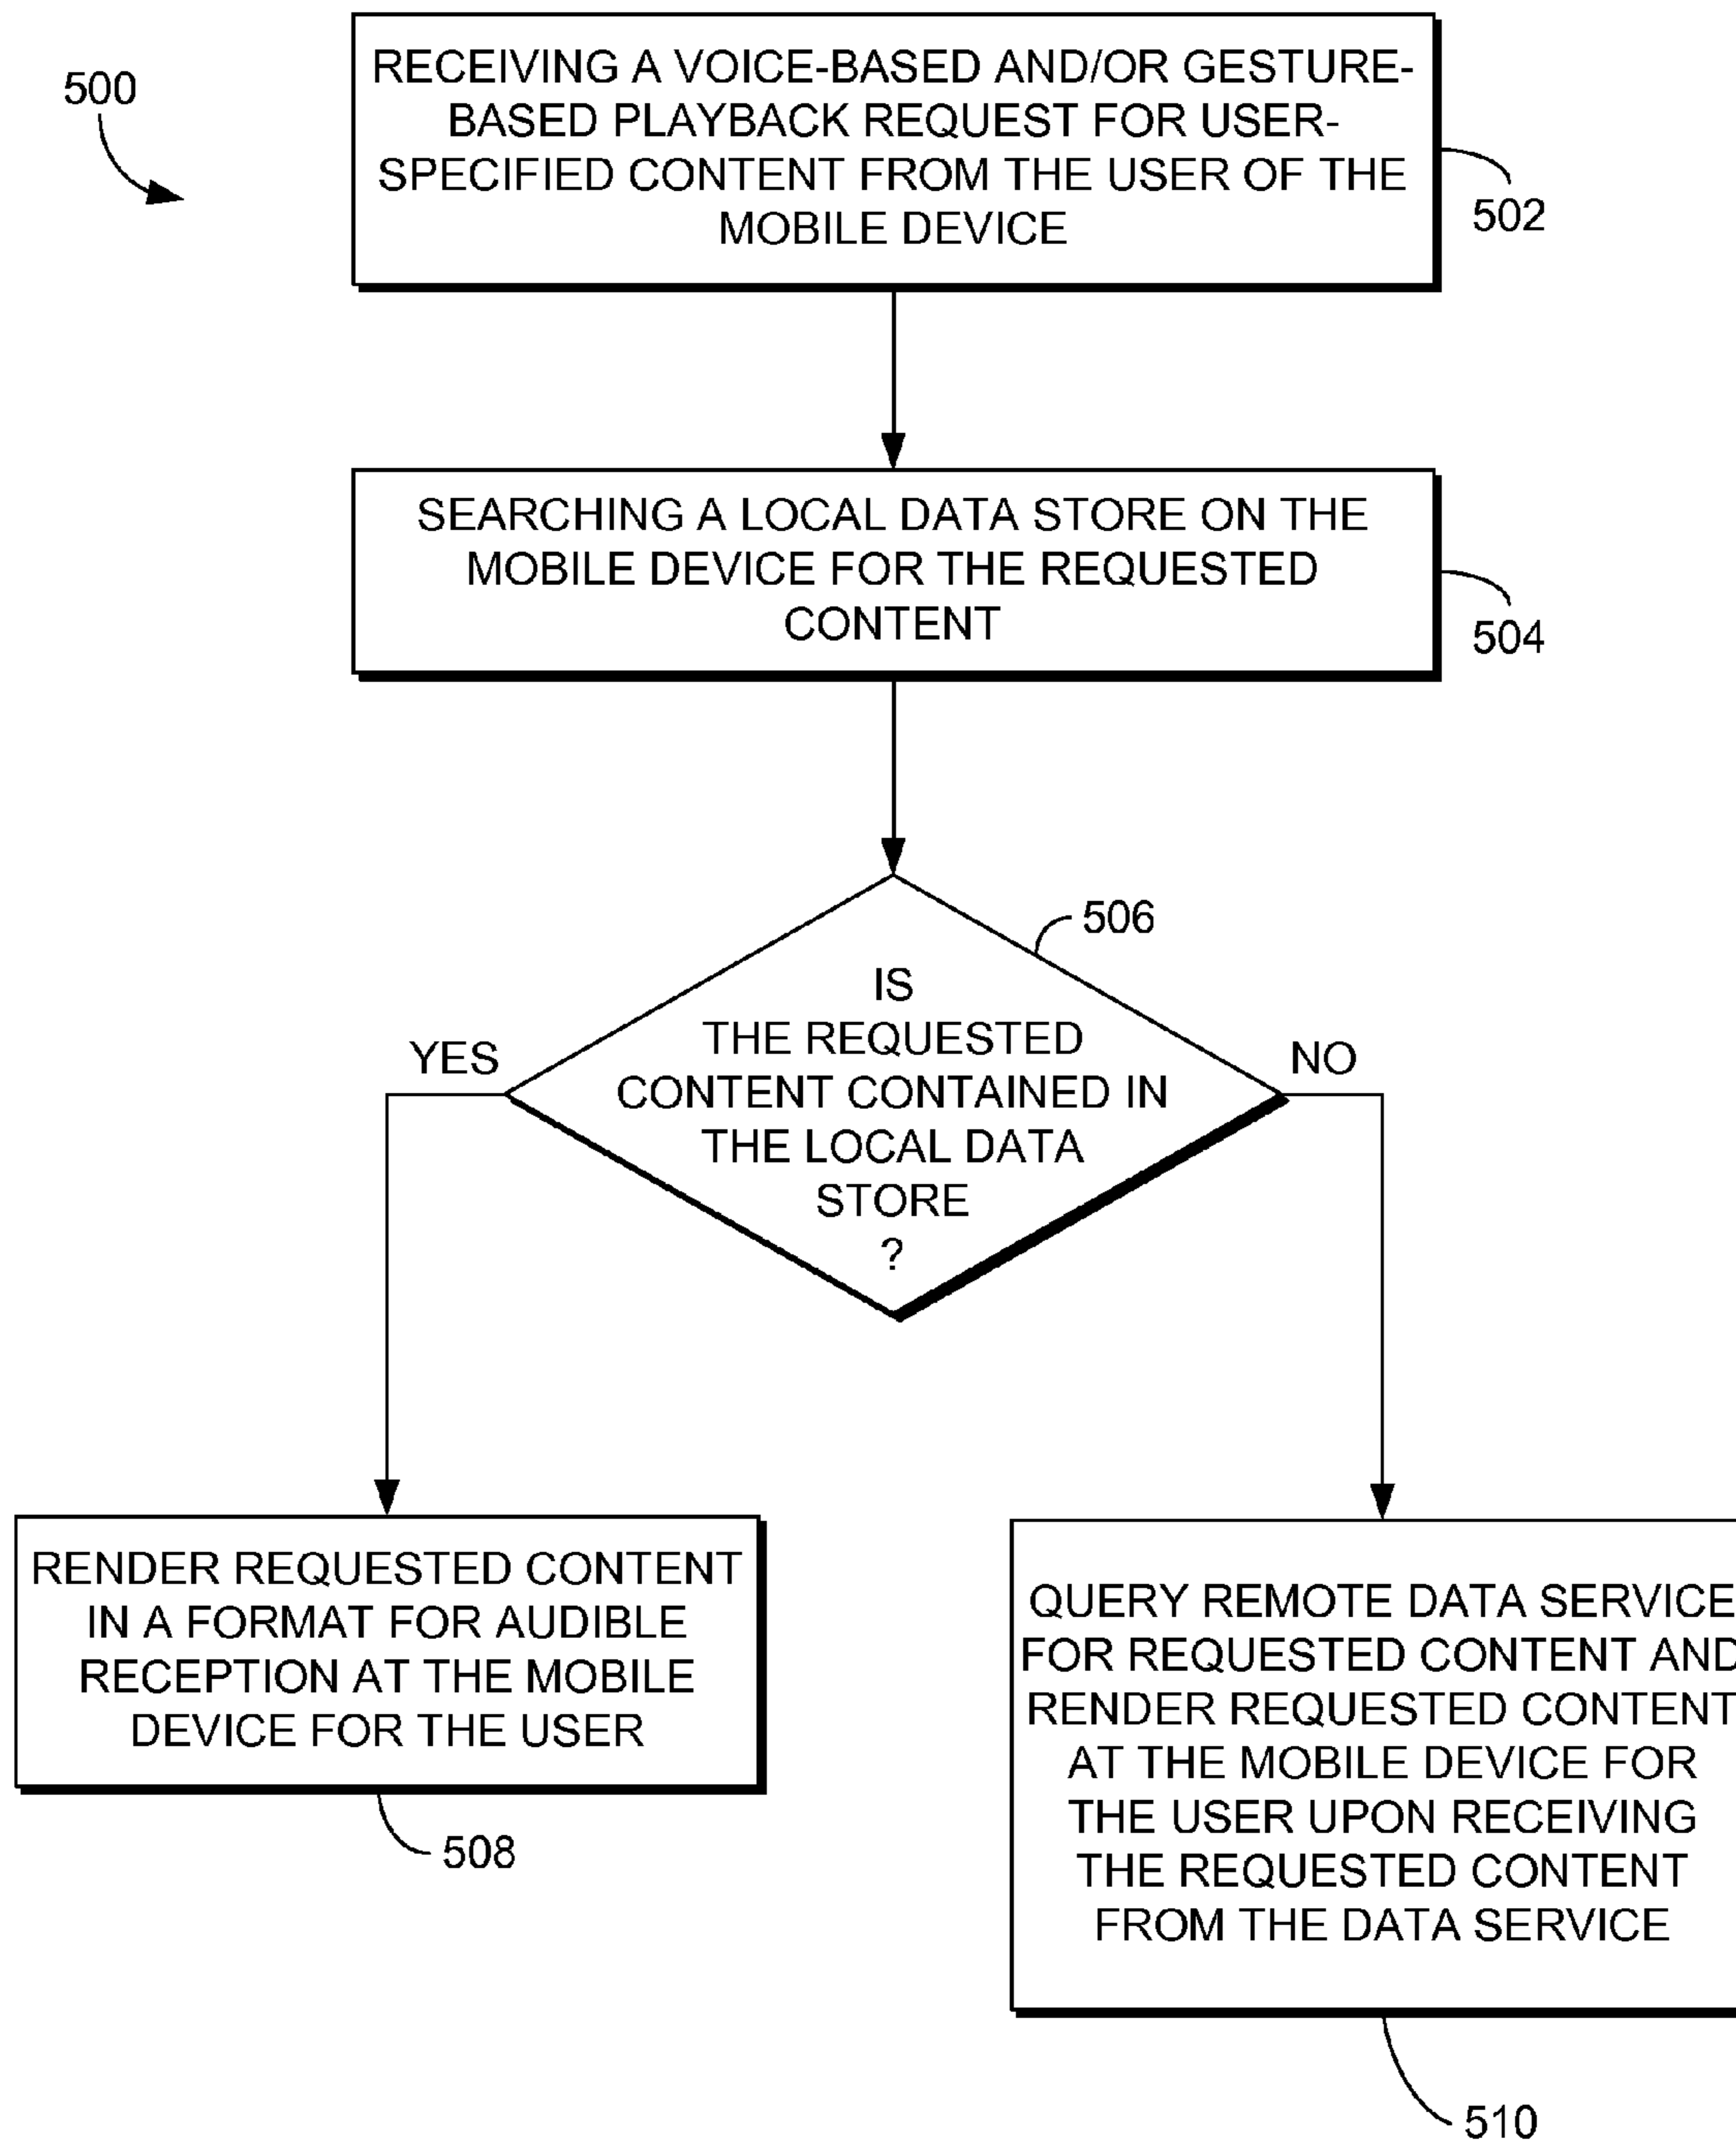 500
RECEIVING A VOICE-BASED AND/OR GESTURE-
BASED PLAYBACK REQUEST FOR USER-
SPECIFIED CONTENT FROM THE USER OF THE
MOBILE DEVICE
502
SEARCHING A LOCAL DATA STORE ON THE
MOBILE DEVICE FOR THE REQUESTED
CONTENT
504
506
IS
THE REQUESTED
CONTENT CONTAINED IN
THE LOCAL DATA
STORE
?
YES
NO
RENDER REQUESTED CONTENT
IN A FORMAT FOR AUDIBLE
RECEPTION AT THE MOBILE
DEVICE FOR THE USER
508
QUERY REMOTE DATA SERVICE
FOR REQUESTED CONTENT AND
RENDER REQUESTED CONTENT
AT THE MOBILE DEVICE FOR
THE USER UPON RECEIVING
THE REQUESTED CONTENT
FROM THE DATA SERVICE
510